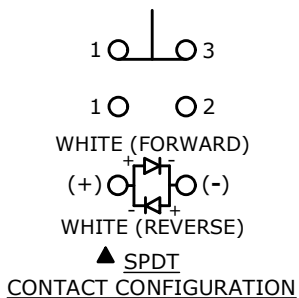 1 3
1 2
WHITE (FORWARD)
+ -
(+) (-)
- +
WHITE (REVERSE)
▲ SPDT
CONTACT CONFIGURATION